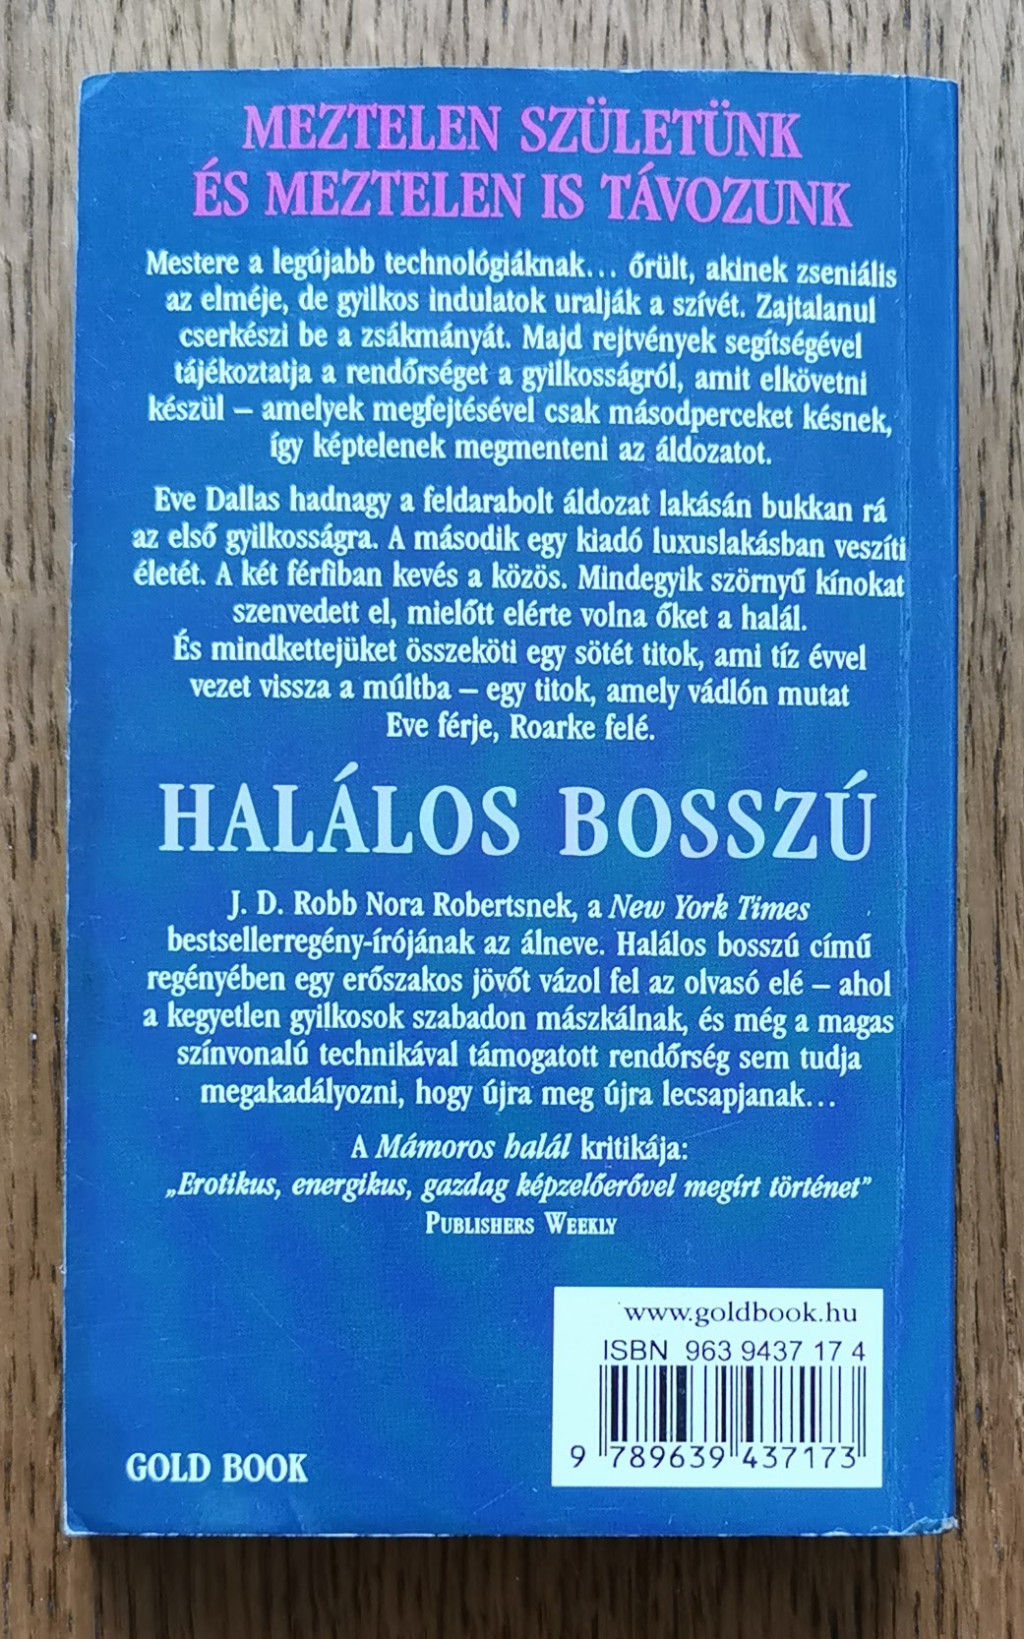 MEZTELEN SZÜLETÜNK
ÉS MEZTELEN IS TÁVOZUNK
Mestere a legújabb technológiáknak... őrült, akinek zseniális
az elméje, de gyilkos indulatok uralják a szívét. Zajtalanul
cserkészi be a zsákmányát. Majd rejtvények segítségével
tájékoztatja a rendőrséget a gyilkosságról, amit elkövetni
készül – amelyek megfejtésével csak másodperceket késnek,
így képtelenek megmenteni az áldozatot.
Eve Dallas hadnagy a feldarabolt áldozat lakásán bukkan rá
az első gyilkosságra. A második egy kiadó luxuslakásban veszíti
életét. A két férfiban kevés a közös. Mindegyik szörnyű kínokat
szenvedett el, mielőtt elérte volna őket a halál.
És mindkettejüket összeköti egy sötét titok, ami tíz évvel
vezet vissza a múltba – egy titok, amely vádlón mutat
Eve férje, Roarke felé.
HALÁLOS BOSSZÚ
J. D. Robb Nora Robertsnek, a New York Times
bestsellerregény-írójának az álneve. Halálos bosszú című
regényében egy erőszakos jövőt vázol fel az olvasó elé – ahol
a kegyetlen gyilkosok szabadon mászkálnak, és még a magas
színvonalú technikával támogatott rendőrség sem tudja
megakadályozni, hogy újra meg újra lecsapjanak...
A Mámoros halál kritikája:
„Erotikus, energikus, gazdag képzelőerővel megírt történet”
PUBLISHERS WEEKLY
www.goldbook.hu
ISBN 963 9437 17 4
9 789639 437173
GOLD BOOK